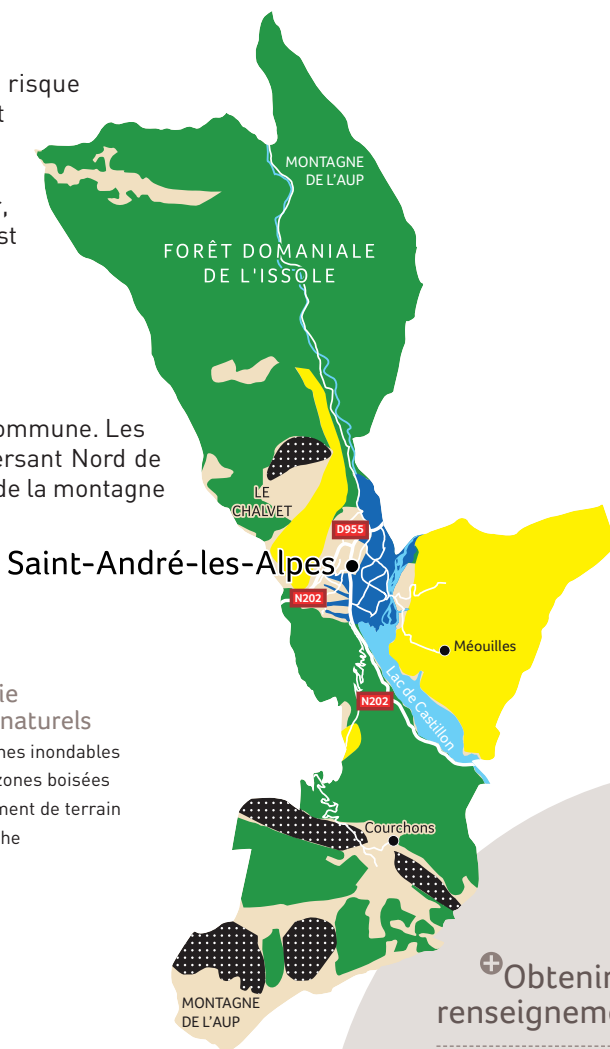 risque
t
MONTAGNE
DE L'AUP
,
st
FORÊT DOMANIALE
DE L'ISSOLE
ommune. Les
ersant Nord de
de la montagne
LE
CHALVET
D955
Saint-André-les-Alpes
N202
Méouilles
Lac de Castillon
N202
ie
naturels
nes inondables
zones boisées
ment de terrain
he
Courchons
MONTAGNE
DE L'AUP
Obtenir
renseigneme